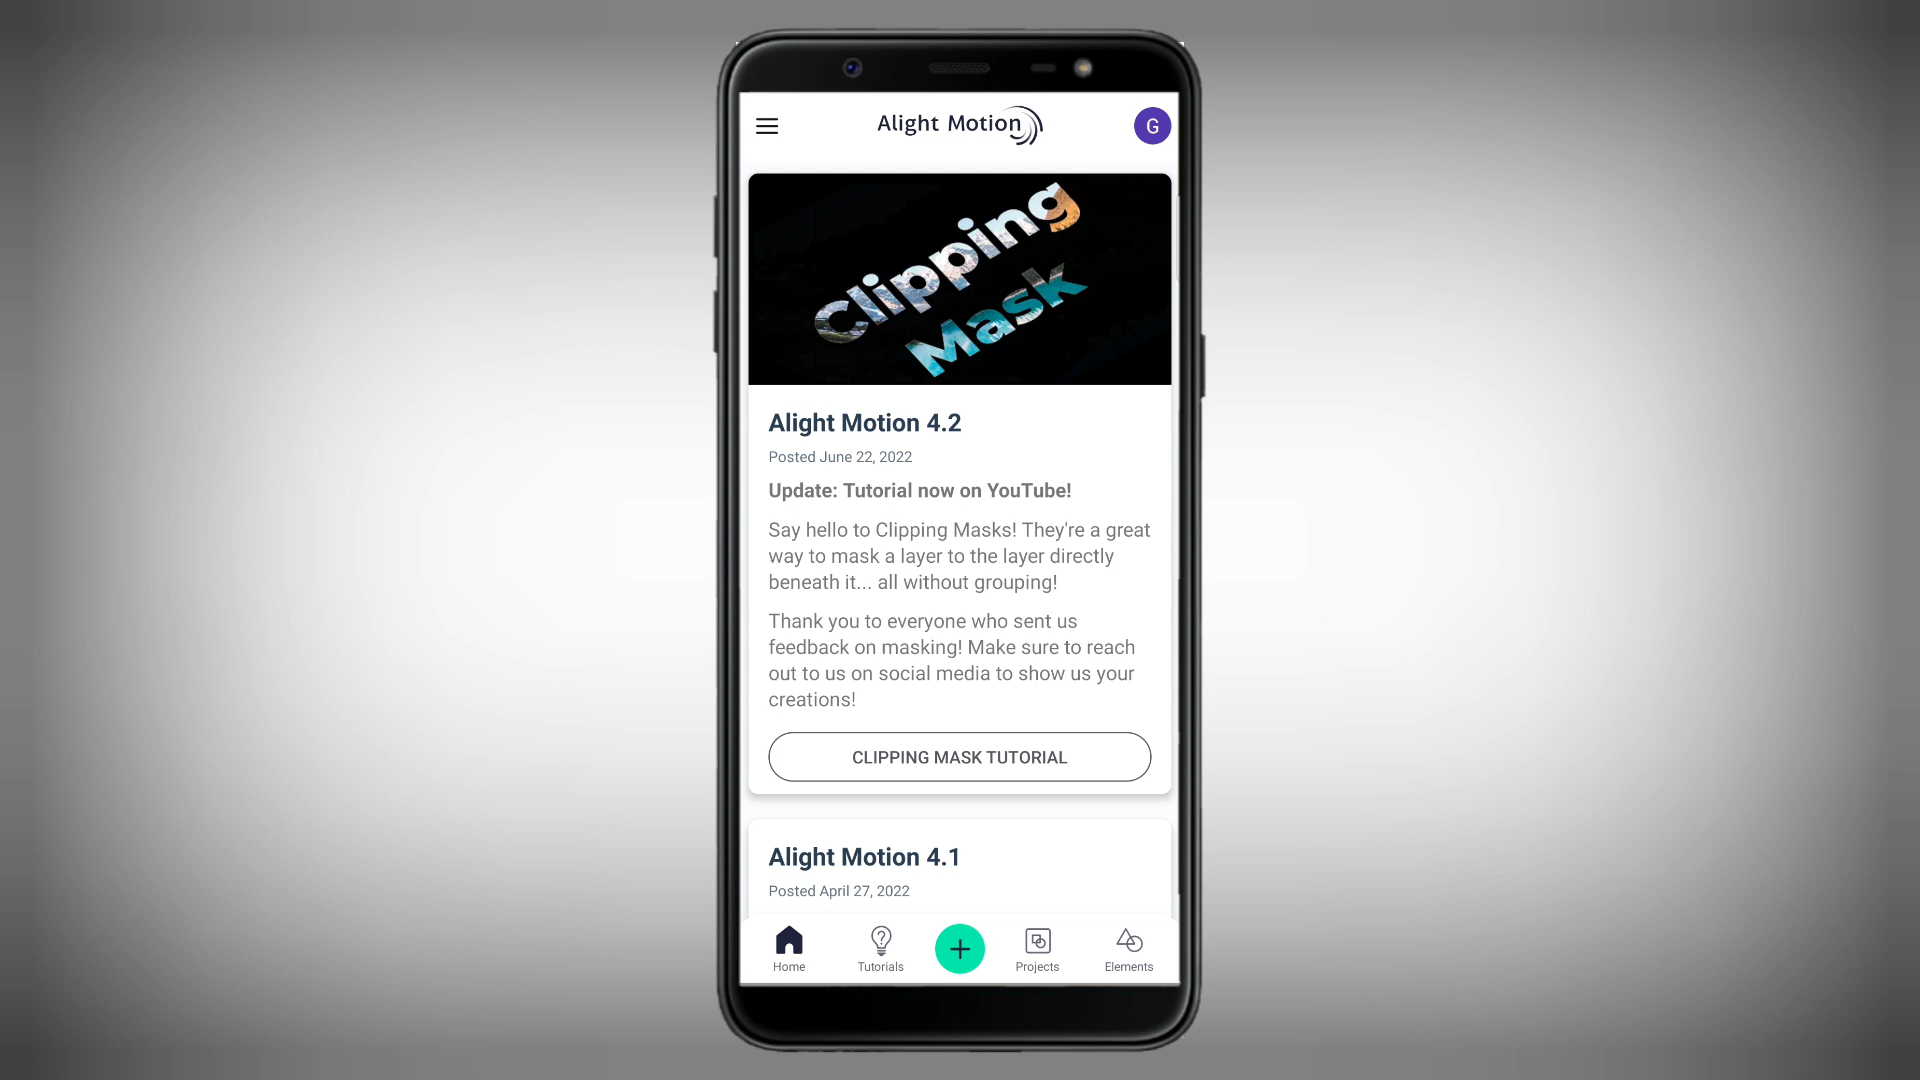 Alight Motion
G
Clipping
Mask
Alight Motion 4.2
Posted June 22, 2022
Update: Tutorial now on YouTube!
Say hello to Clipping Masks! They're a great
way to mask a layer to the layer directly
beneath it... all without grouping!
Thank you to everyone who sent us
feedback on masking! Make sure to reach
out to us on social media to show us your
creations!
CLIPPING MASK TUTORIAL
Alight Motion 4.1
Posted April 27, 2022
Home
Tutorials
Projects
Elements